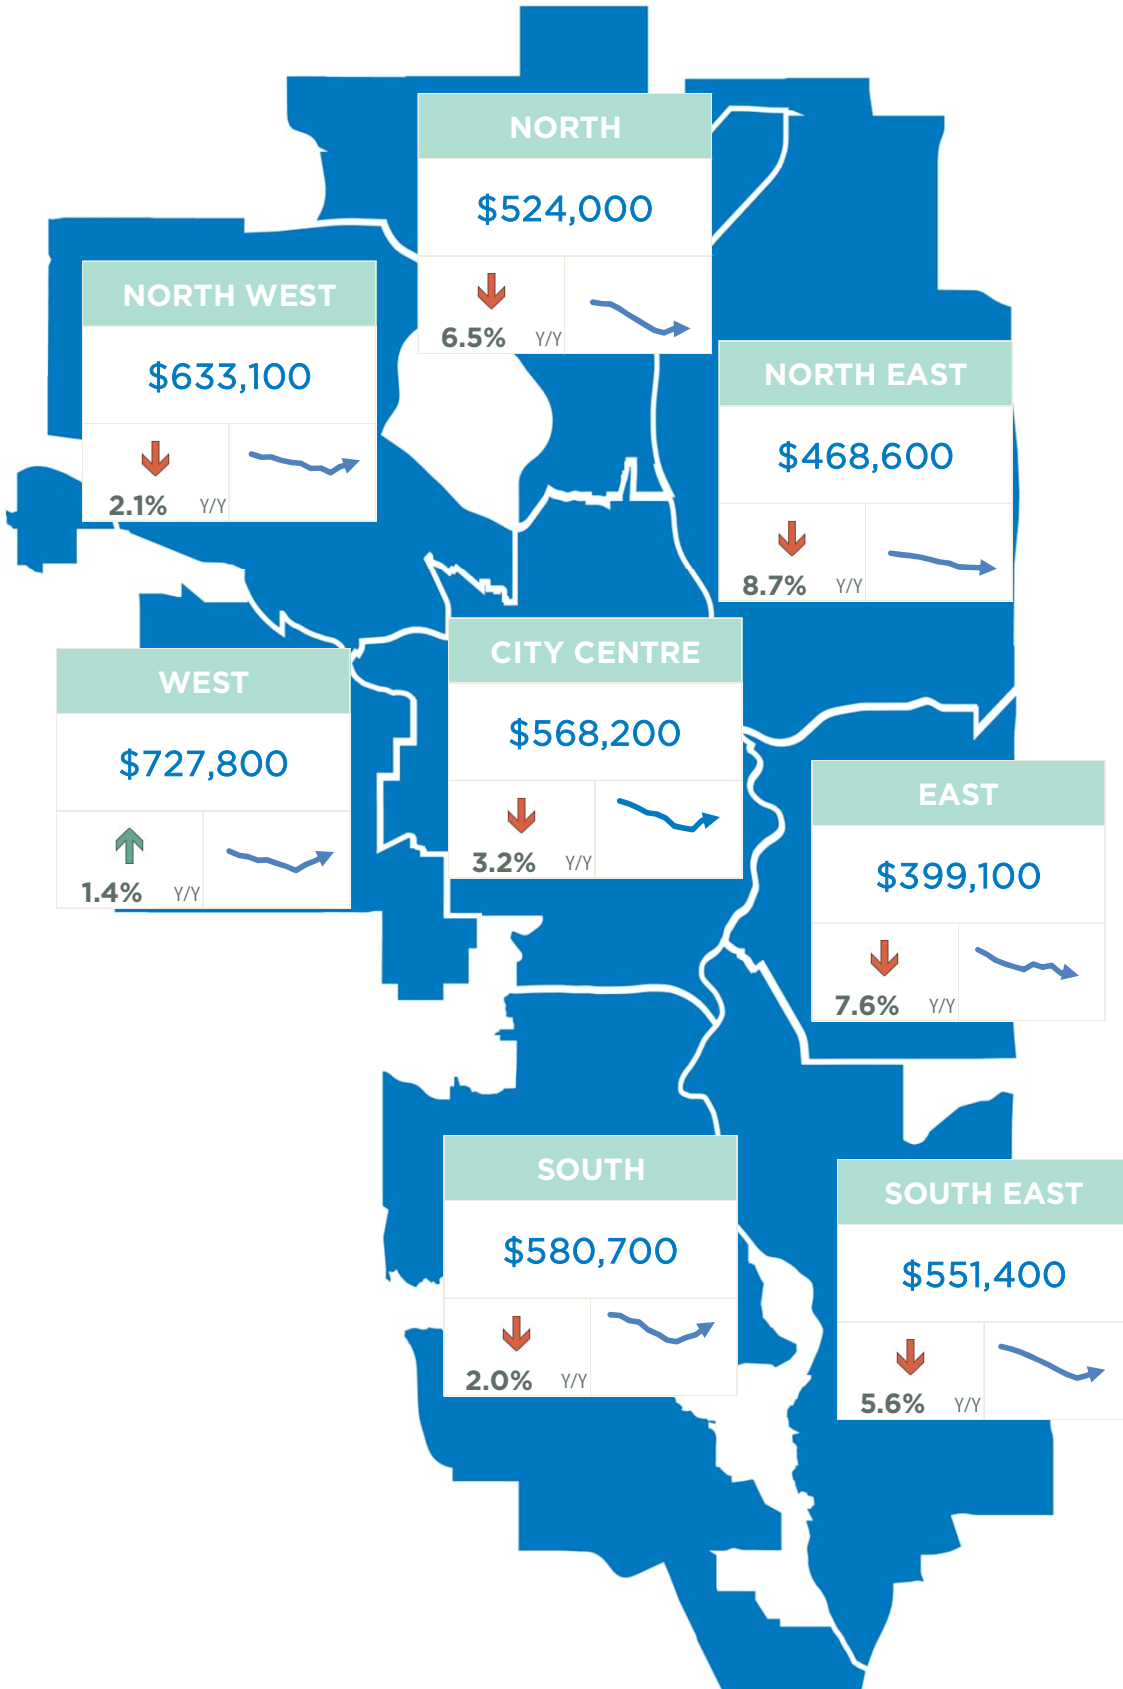 NORTH
$524,000
6.5% Y/Y
NORTH WEST
$633,100
2.1% Y/Y
NORTH EAST
$468,600
8.7% Y/Y
CITY CENTRE
$568,200
3.2% Y/Y
WEST
$727,800
1.4% Y/Y
EAST
$399,100
7.6% Y/Y
SOUTH
$580,700
2.0% Y/Y
SOUTH EAST
$551,400
5.6% Y/Y